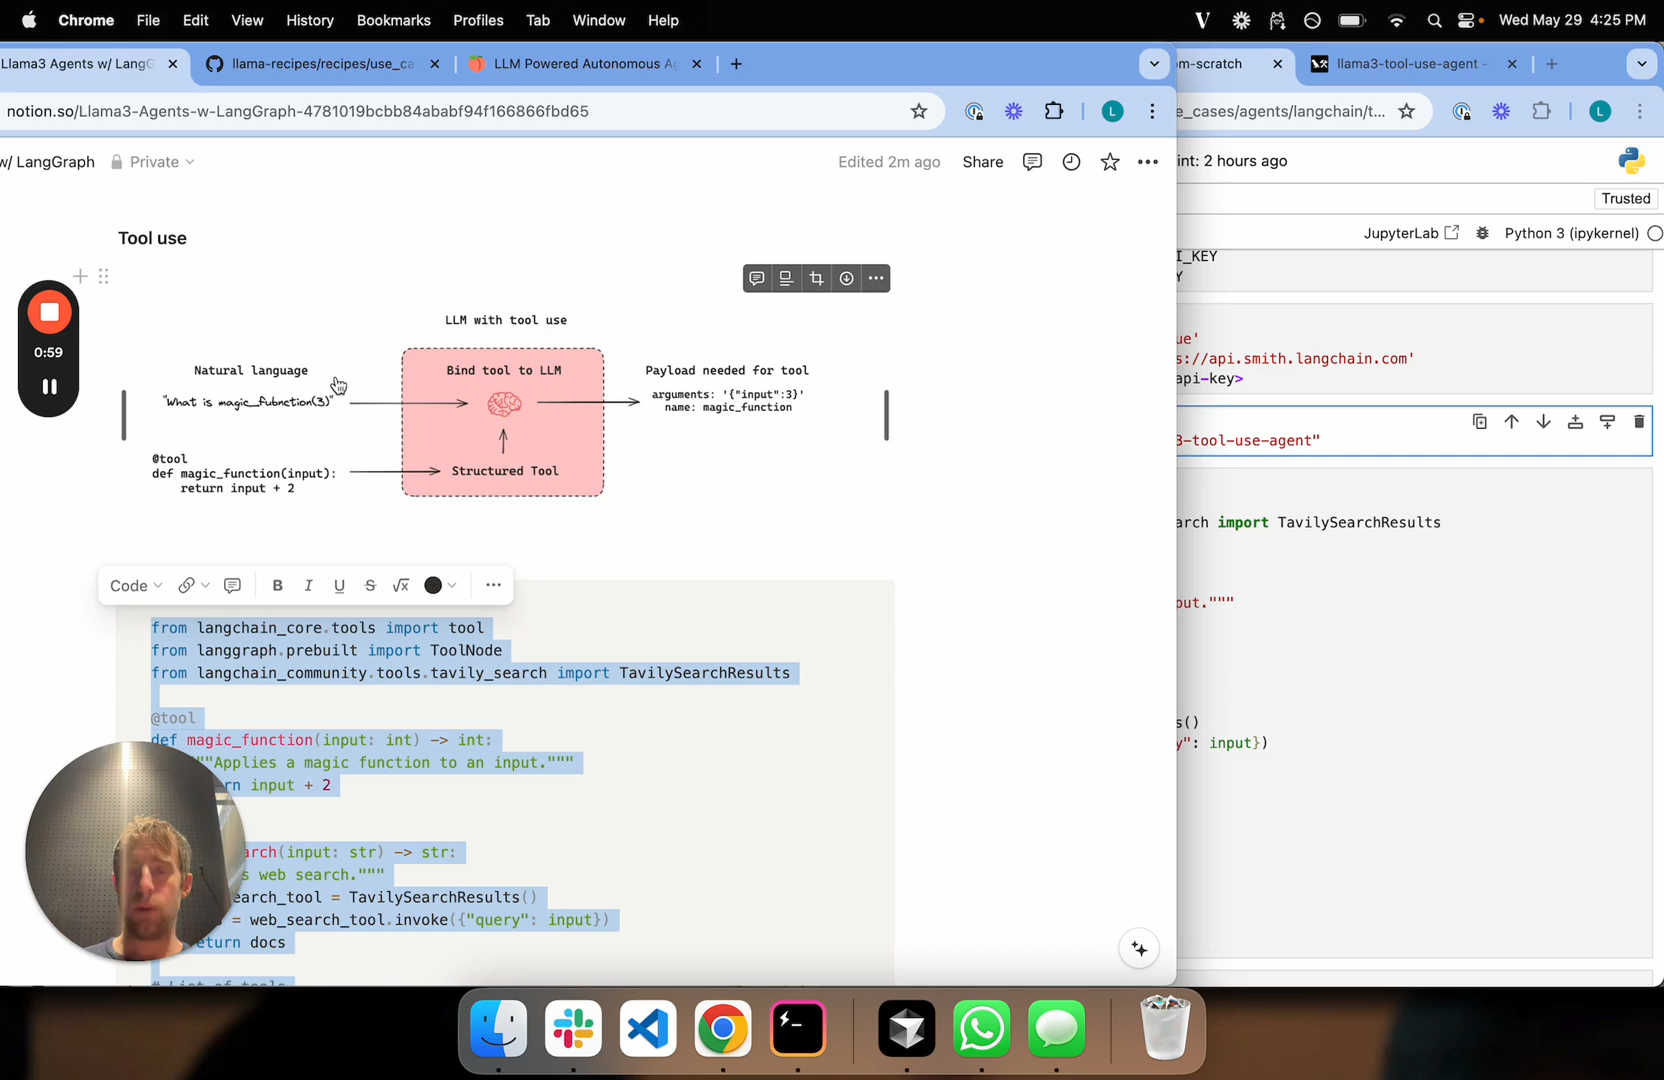 Chrome File Edit View History Bookmarks Profiles Tab Window Help Wed May 29 4:25 PM
Llama3 Agents w/ LangG llama-recipes/recipes/use_ca LLM Powered Autonomous Ag m-scratch llama3-tool-use-agent -
notion.so/Llama3-Agents-w-LangGraph-4781019bcbb84ababf94f166866fbd65 L e_cases/agents/langchain/t... L
w/ LangGraph Private Edited 2m ago Share int: 2 hours ago
Trusted
Tool use
JupyterLab Python 3 (ipykernel)
I_KEY
Y
LLM with tool use
ue'
0:59
s://api.smith.langchain.com'
Natural language Bind tool to LLM Payload needed for tool
api-key>
"What is magic_fubnction(3)"
arguments: '{"input":3}'
name: magic_function
3-tool-use-agent"
@tool
def magic_function(input):
return input + 2
Structured Tool
arch import TavilySearchResults
Code B I U S √x
put."""
from langchain_core.tools import tool
from langgraph.prebuilt import ToolNode
from langchain_community.tools.tavily_search import TavilySearchResults
@tool
s()
def magic_function(input: int) -> int:
y": input})
""Applies a magic function to an input."""
rn input + 2
arch(input: str) -> str:
s web search."""
earch_tool = TavilySearchResults()
= web_search_tool.invoke({"query": input})
eturn docs
# List of tools